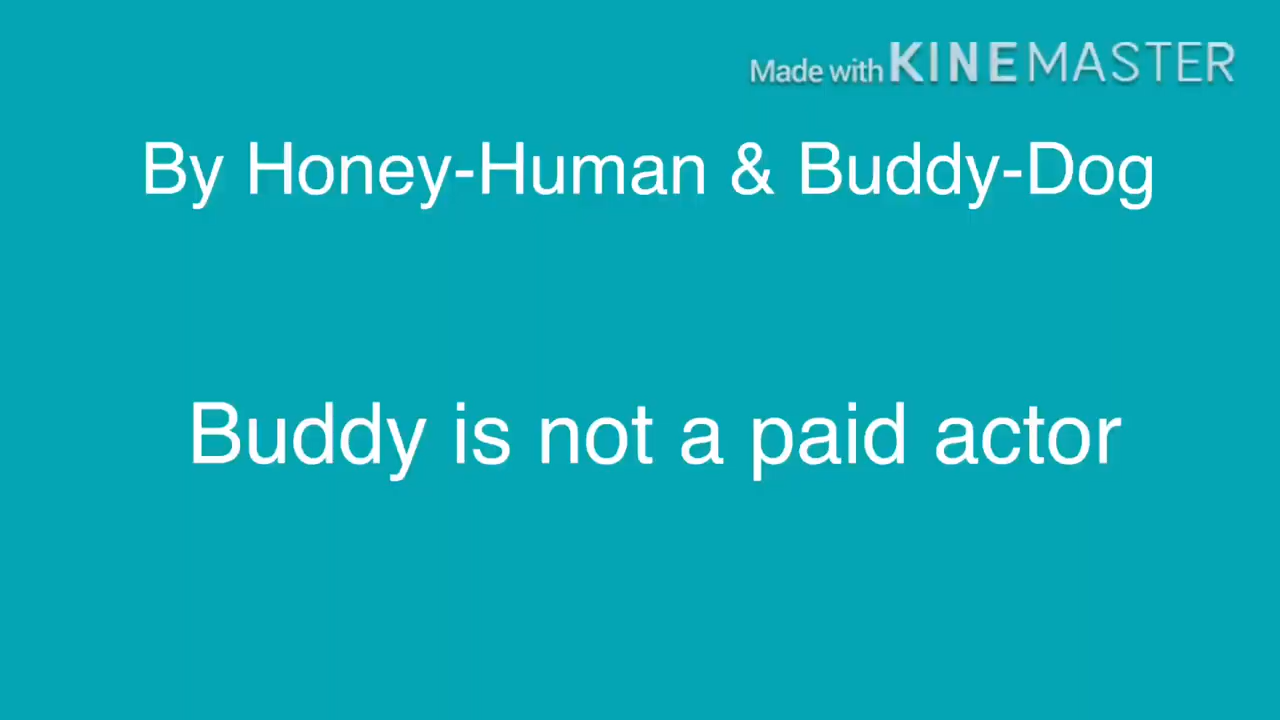 Made with KINEMASTER
By Honey-Human & Buddy-Dog
Buddy is not a paid actor